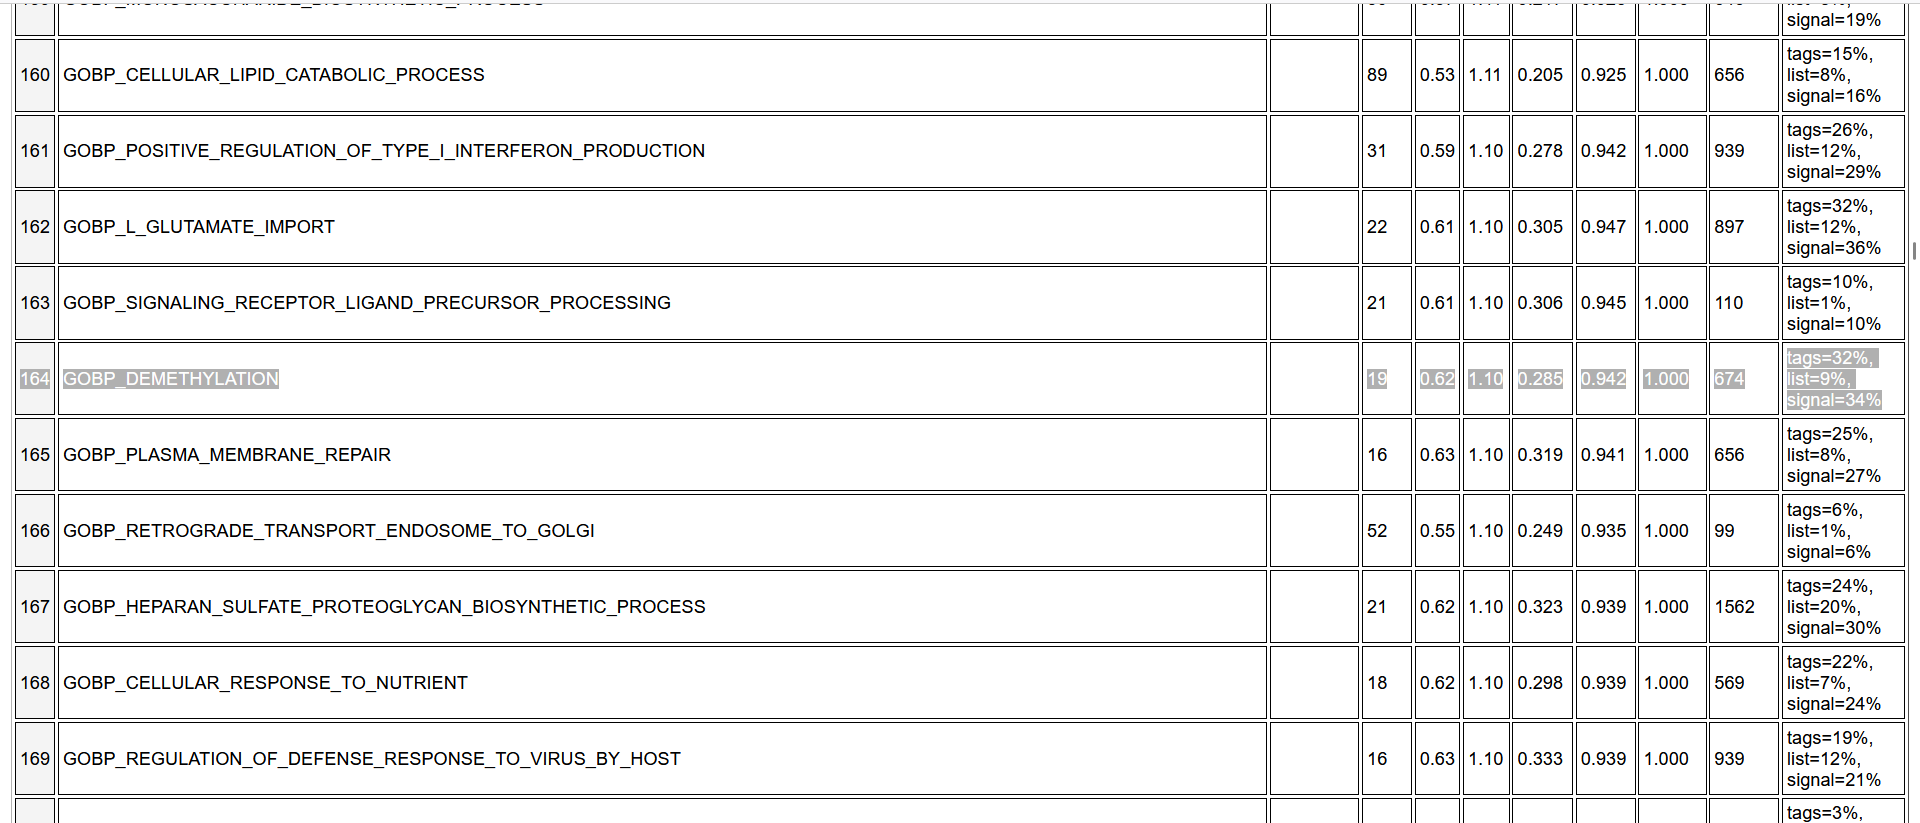 signal=19%
160 GOBP_CELLULAR_LIPID_CATABOLIC_PROCESS 89 0.53 1.11 0.205 0.925 1.000 656 tags=15%,
list=8%,
signal=16%
161 GOBP_POSITIVE_REGULATION_OF_TYPE_I_INTERFERON_PRODUCTION 31 0.59 1.10 0.278 0.942 1.000 939 tags=26%,
list=12%,
signal=29%
162 GOBP_L_GLUTAMATE_IMPORT 22 0.61 1.10 0.305 0.947 1.000 897 tags=32%,
list=12%,
signal=36%
163 GOBP_SIGNALING_RECEPTOR_LIGAND_PRECURSOR_PROCESSING 21 0.61 1.10 0.306 0.945 1.000 110 tags=10%,
list=1%,
signal=10%
164 GOBP_DEMETHYLATION 19 0.62 1.10 0.285 0.942 1.000 674 tags=32%,
list=9%,
signal=34%
165 GOBP_PLASMA_MEMBRANE_REPAIR 16 0.63 1.10 0.319 0.941 1.000 656 tags=25%,
list=8%,
signal=27%
166 GOBP_RETROGRADE_TRANSPORT_ENDOSOME_TO_GOLGI 52 0.55 1.10 0.249 0.935 1.000 99 tags=6%,
list=1%,
signal=6%
167 GOBP_HEPARAN_SULFATE_PROTEOGLYCAN_BIOSYNTHETIC_PROCESS 21 0.62 1.10 0.323 0.939 1.000 1562 tags=24%,
list=20%,
signal=30%
168 GOBP_CELLULAR_RESPONSE_TO_NUTRIENT 18 0.62 1.10 0.298 0.939 1.000 569 tags=22%,
list=7%,
signal=24%
169 GOBP_REGULATION_OF_DEFENSE_RESPONSE_TO_VIRUS_BY_HOST 16 0.63 1.10 0.333 0.939 1.000 939 tags=19%,
list=12%,
signal=21%
tags=3%,